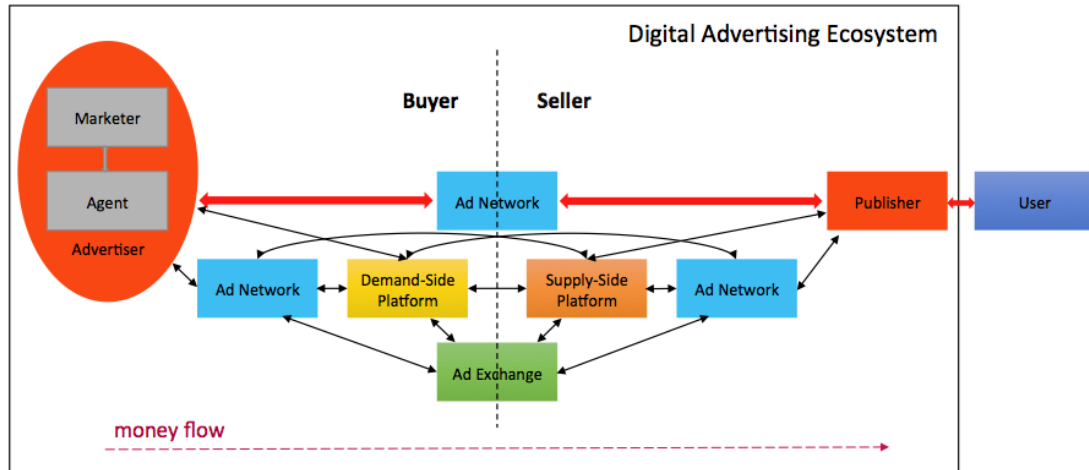 Digital Advertising Ecosystem
Buyer
Seller
Marketer
Agent
Advertiser
Ad Network
Publisher
User
Ad Network
Demand-Side
Platform
Supply-Side
Platform
Ad Network
Ad Exchange
money flow